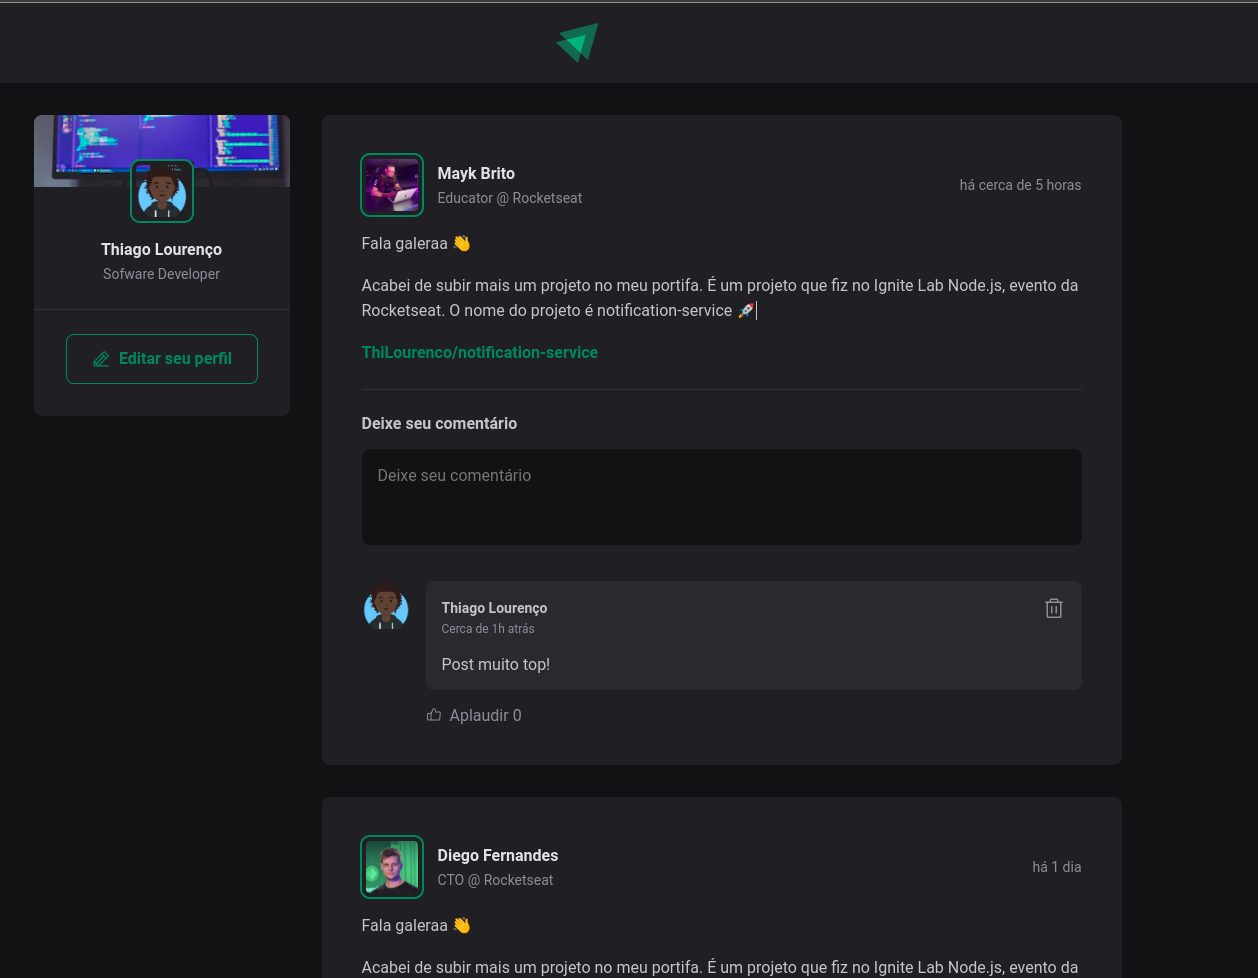 Thiago Lourenço
Sofware Developer
Editar seu perfil
Mayk Brito
Educator @ Rocketseat
há cerca de 5 horas
Fala galeraa 👋
Acabei de subir mais um projeto no meu portifa. É um projeto que fiz no Ignite Lab Node.js, evento da
Rocketseat. O nome do projeto é notification-service 🚀
ThiLourenco/notification-service
Deixe seu comentário
Deixe seu comentário
Thiago Lourenço
Cerca de 1h atrás
Post muito top!
Aplaudir 0
Diego Fernandes
CTO @ Rocketseat
há 1 dia
Fala galeraa 👋
Acabei de subir mais um projeto no meu portifa. É um projeto que fiz no Ignite Lab Node.js, evento da